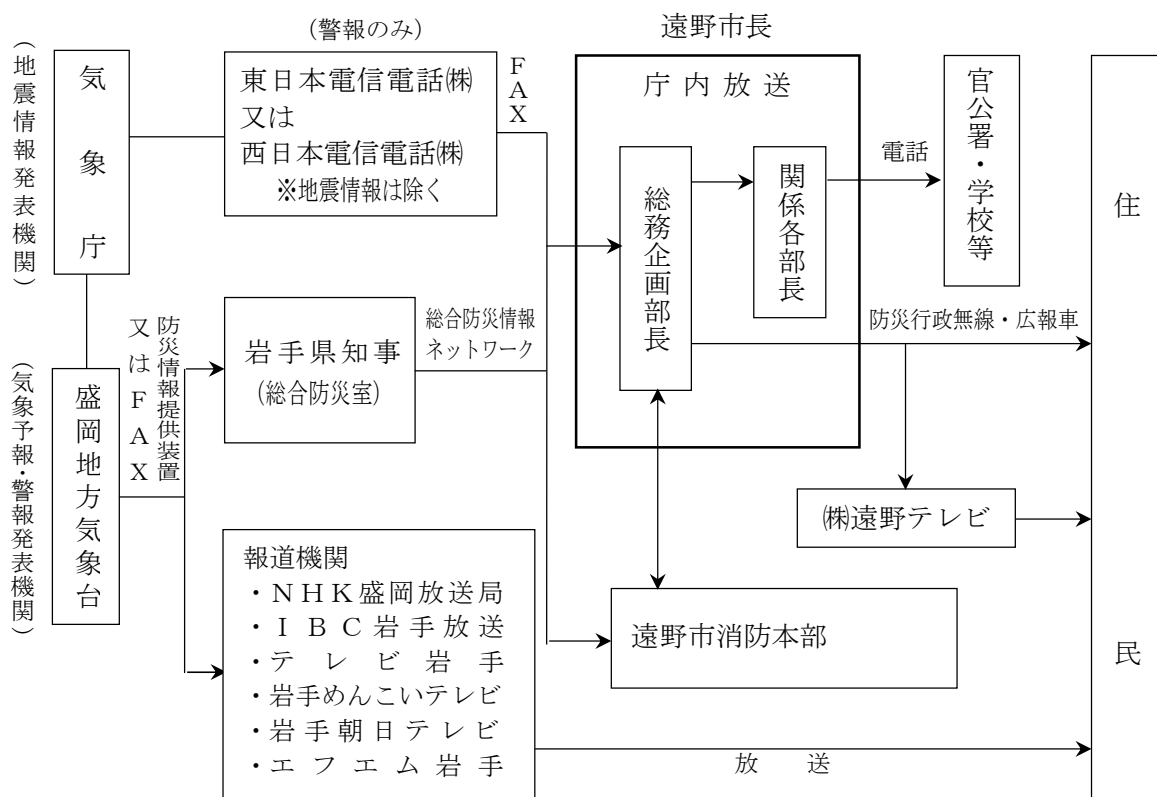 (地震情報発表機関)
気象庁
(警報のみ)
東日本電信電話㈱
又は
西日本電信電話㈱
※地震情報は除く
FAX
遠野市長
庁内放送
総務企画部長
関係各部長
電話
官公署・学校等
住民
(気象予報・警報発表機関)
盛岡地方気象台
防災情報提供装置
又はFAX
岩手県知事
(総合防災室)
総合防災情報
ネットワーク
防災行政無線・広報車
㈱遠野テレビ
報道機関
・NHK盛岡放送局
・IBC岩手放送
・テレビ岩手
・岩手めんこいテレビ
・岩手朝日テレビ
・エフエム岩手
遠野市消防本部
放送